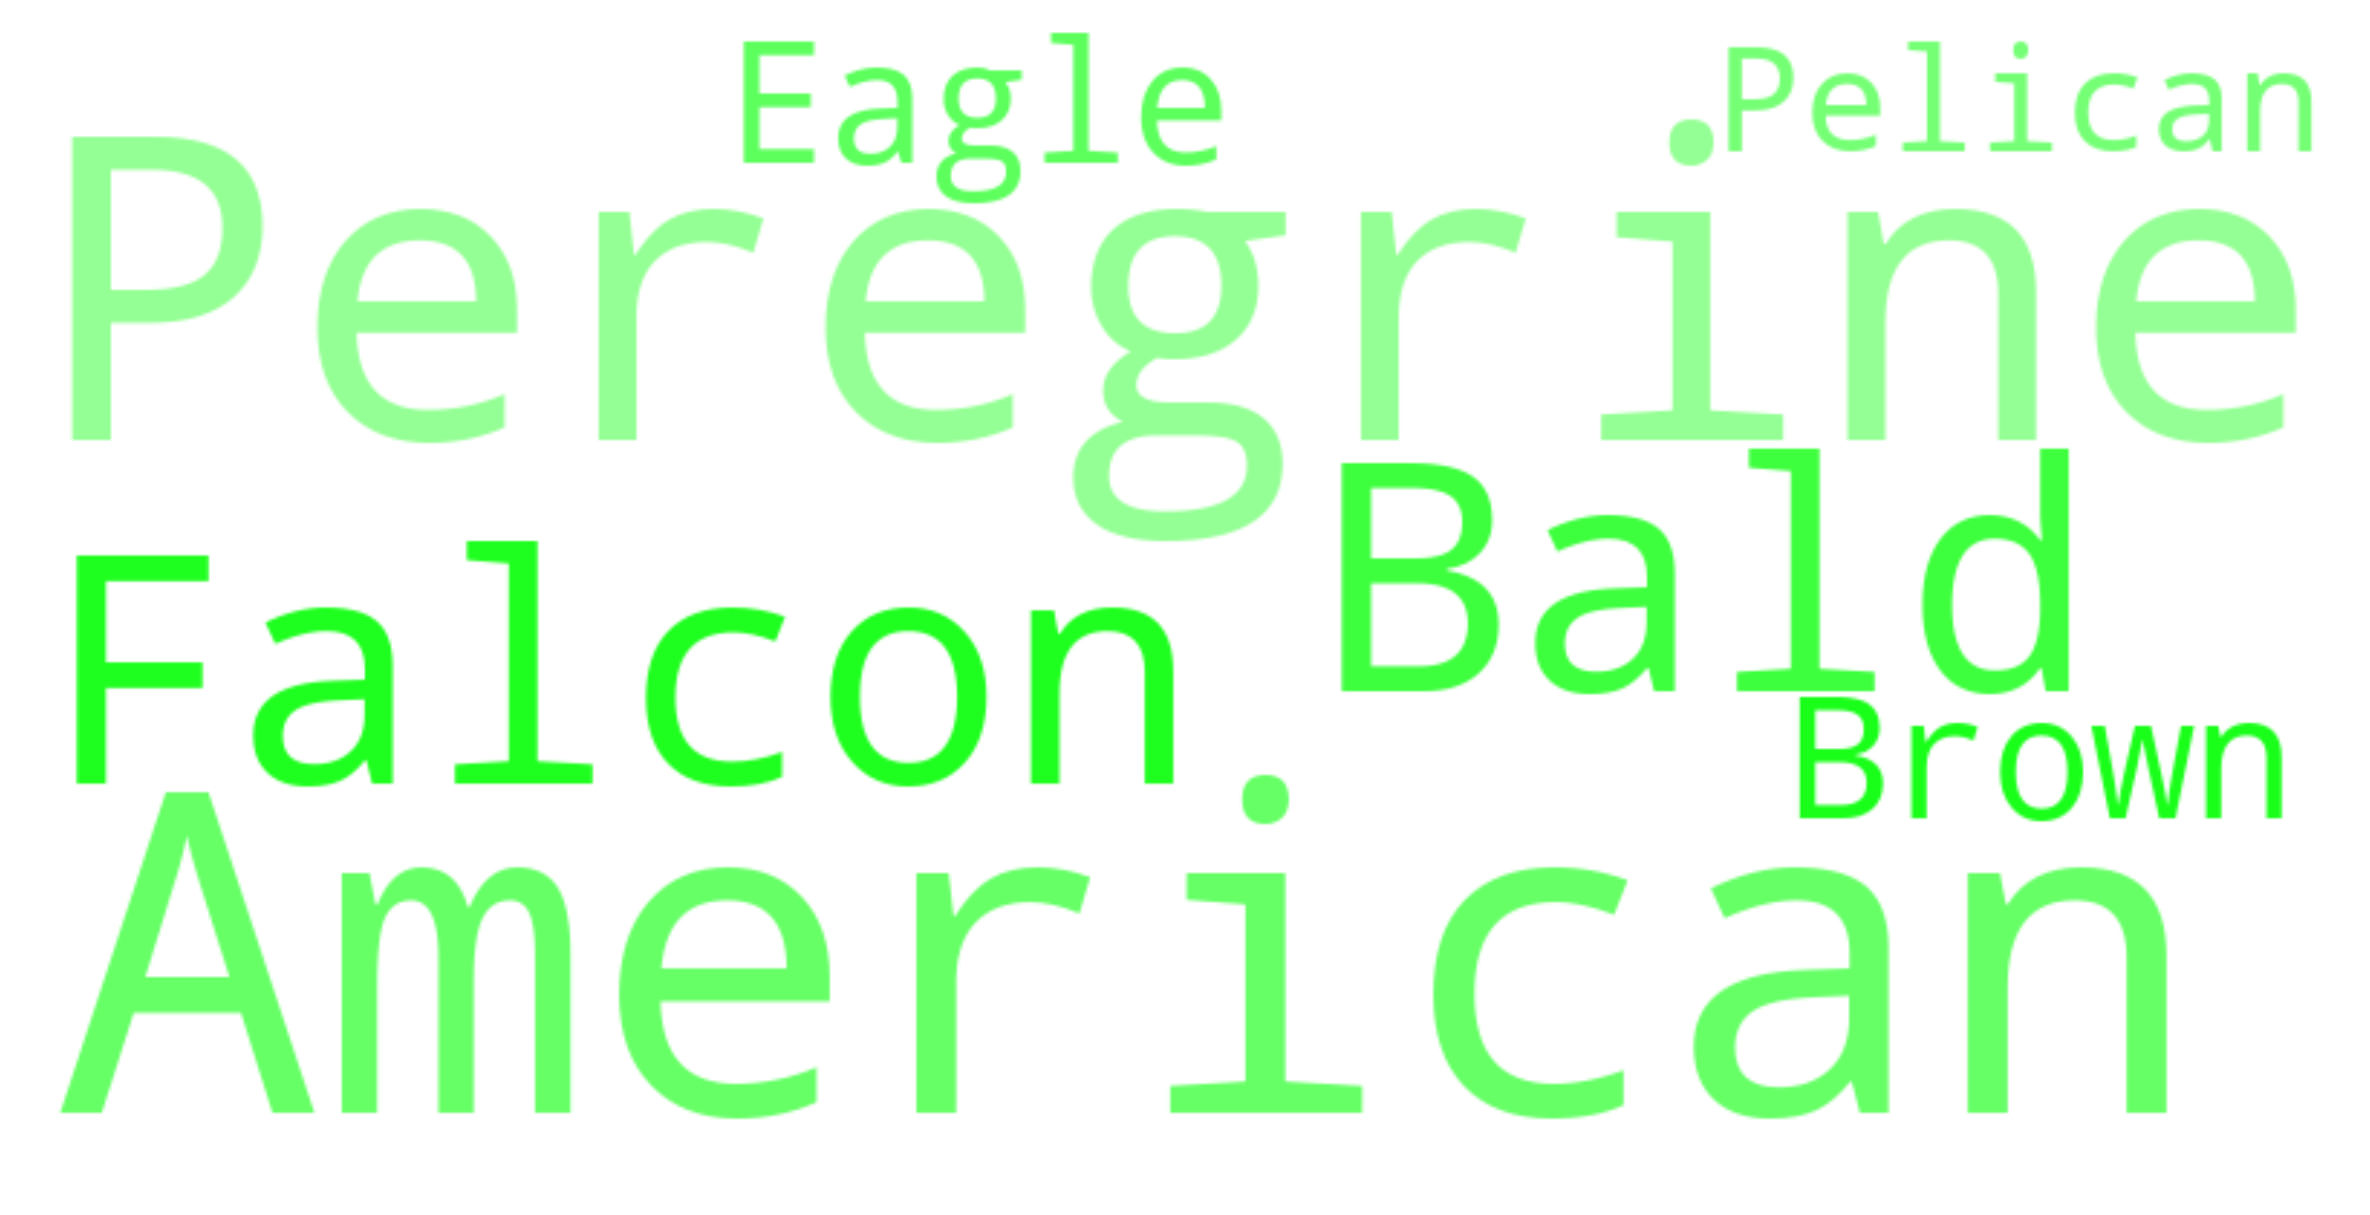 Eagle Pelican
Peregrine
Bald
Falcon
Brown
American